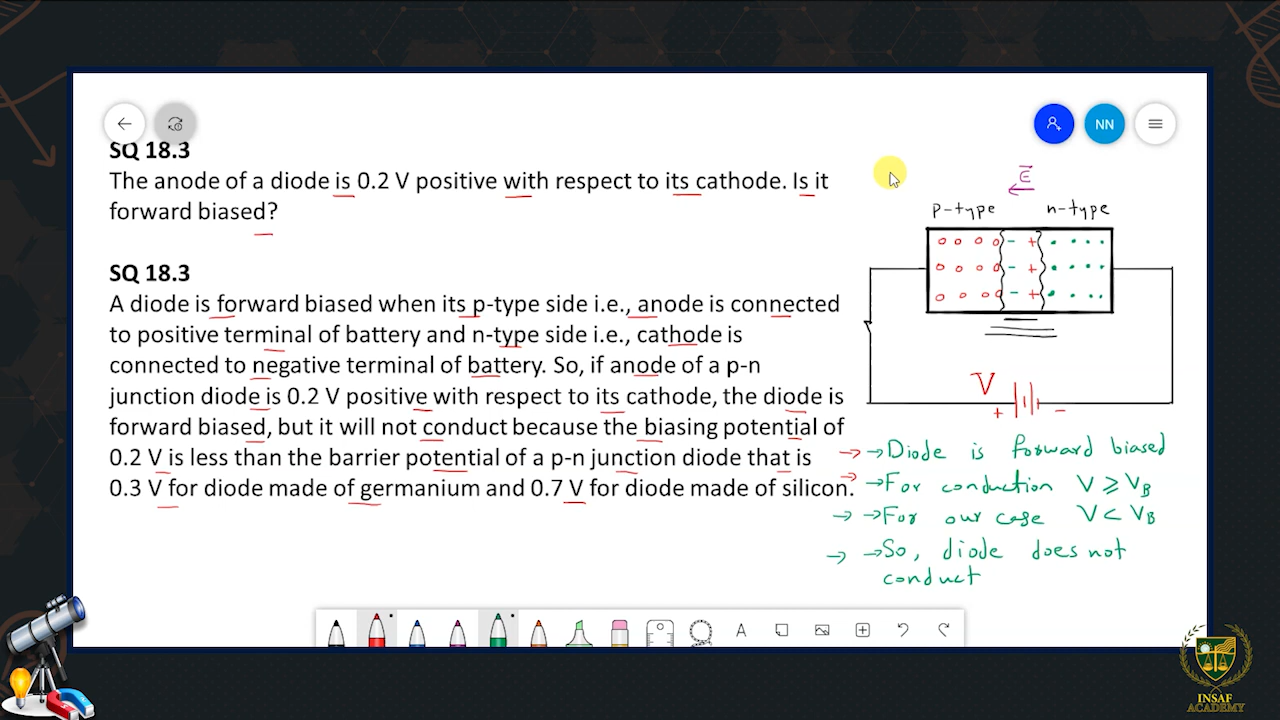 SQ 18.3
The anode of a diode is 0.2 V positive with respect to its cathode. Is it
forward biased?
SQ 18.3
A diode is forward biased when its p-type side i.e., anode is connected
to positive terminal of battery and n-type side i.e., cathode is
connected to negative terminal of battery. So, if anode of a p-n
junction diode is 0.2 V positive with respect to its cathode, the diode is
forward biased, but it will not conduct because the biasing potential of
0.2 V is less than the barrier potential of a p-n junction diode that is
0.3 V for diode made of germanium and 0.7 V for diode made of silicon.
NN
E
p-type n-type
- +
- +
- +
V
+ -
→ → Diode is forward biased
→ → For conduction V ≥ VB
→ → For our case V < VB
→ → So, diode does not
conduct
A
INSAF
ACADEMY